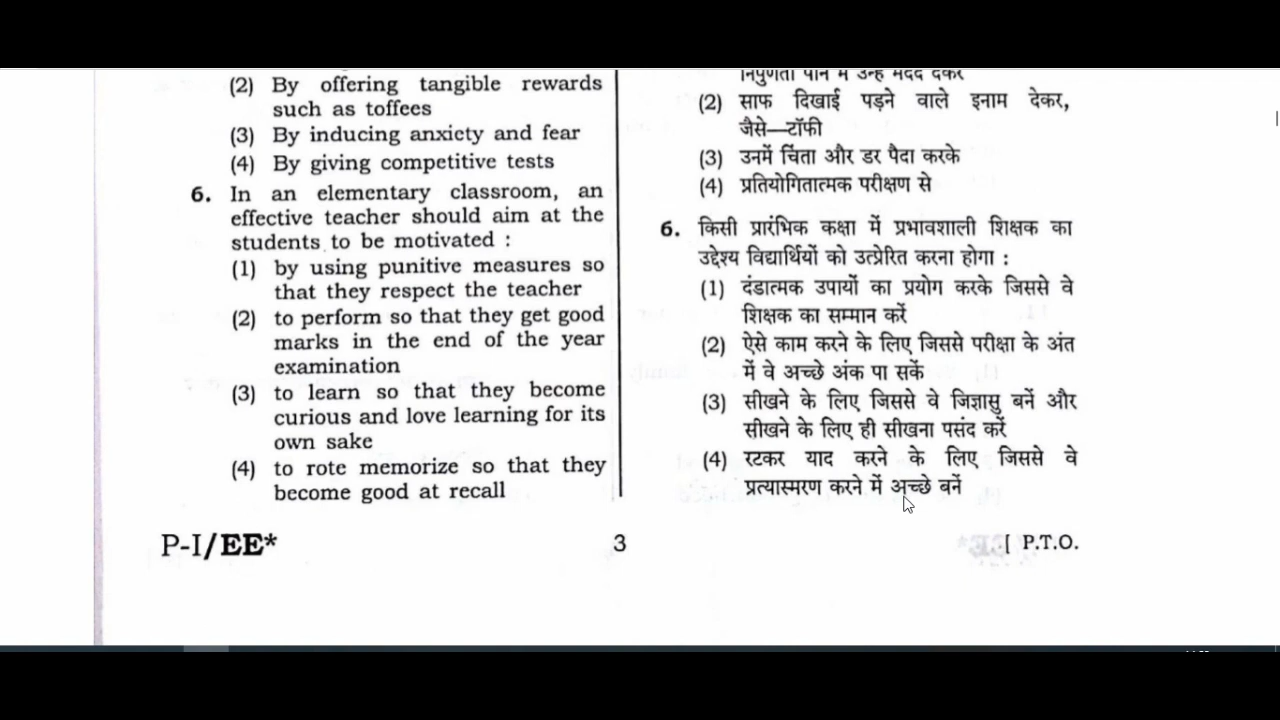 (2) By offering tangible rewards
such as toffees
(3) By inducing anxiety and fear
(4) By giving competitive tests
6. In an elementary classroom, an
effective teacher should aim at the
students to be motivated :
(1) by using punitive measures so
that they respect the teacher
(2) to perform so that they get good
marks in the end of the year
examination
(3) to learn so that they become
curious and love learning for its
own sake
(4) to rote memorize so that they
become good at recall
निपुणता पाने में उन्हें मदद देकर
(2) साफ दिखाई पड़ने वाले इनाम देकर,
जैसे—टॉफी
(3) उनमें चिंता और डर पैदा करके
(4) प्रतियोगितात्मक परीक्षण से
6. किसी प्रारंभिक कक्षा में प्रभावशाली शिक्षक का
उद्देश्य विद्यार्थियों को उत्प्रेरित करना होगा :
(1) दंडात्मक उपायों का प्रयोग करके जिससे वे
शिक्षक का सम्मान करें
(2) ऐसे काम करने के लिए जिससे परीक्षा के अंत
में वे अच्छे अंक पा सकें
(3) सीखने के लिए जिससे वे जिज्ञासु बनें और
सीखने के लिए ही सीखना पसंद करें
(4) रटकर याद करने के लिए जिससे वे
प्रत्यास्मरण करने में अच्छे बनें
P-I/EE* 3 [ P.T.O.